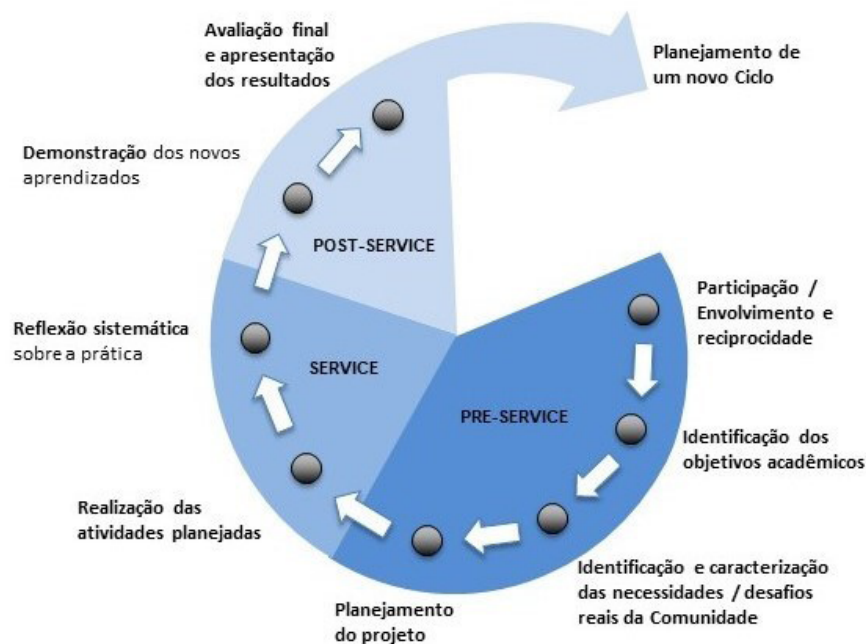 Avaliação final
e apresentação
dos resultados
Planejamento de
um novo Ciclo
Demonstração dos novos
aprendizados
POST-SERVICE
Participação /
Envolvimento e
reciprocidade
Reflexão sistemática
sobre a prática
SERVICE
PRE-SERVICE
Identificação dos
objetivos acadêmicos
Realização das
atividades planejadas
Identificação e caracterização
das necessidades / desafios
reais da Comunidade
Planejamento
do projeto